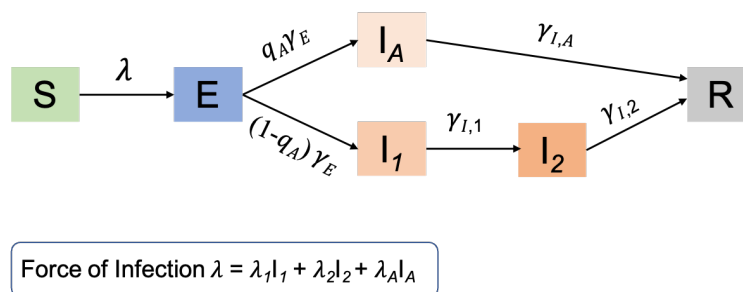 S
λ
E
q_Aγ_E
I_A
γ_{I,A}
(1-q_A) γ_E
I_1
γ_{I,1}
I_2
γ_{I,2}
R
Force of Infection λ = λ_1I_1 + λ_2I_2 + λ_AI_A